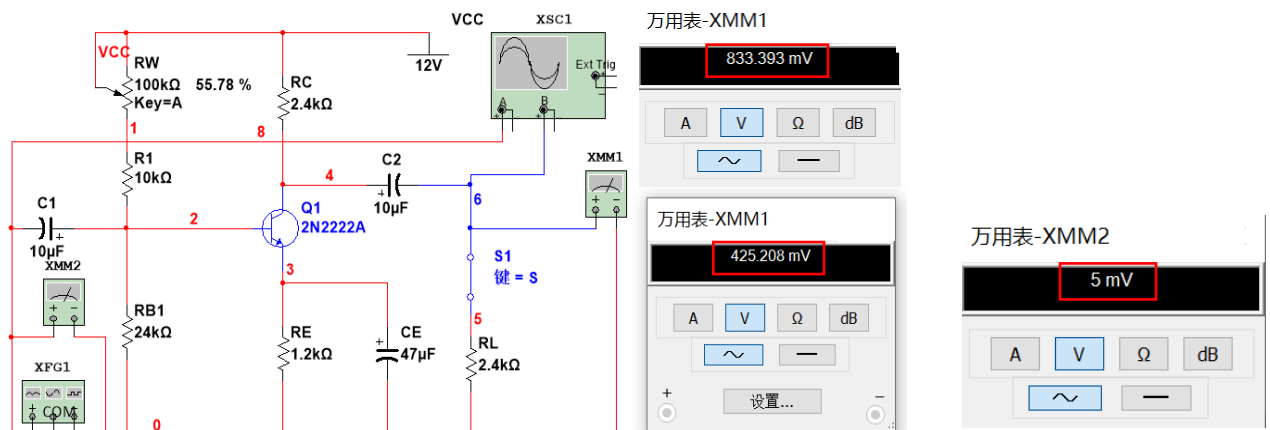 VCC
XSC1
Ext Trig
A
B
VCC
RW
100kΩ
Key=A
55.78 %
RC
2.4kΩ
12V
1
8
R1
10kΩ
C1
10µF
2
4
C2
10µF
6
XMM1
Q1
2N2222A
3
S1
键 = S
5
XMM2
RB1
24kΩ
RE
1.2kΩ
CE
47µF
RL
2.4kΩ
XFG1
COM
0
万用表-XMM1
833.393 mV
A V Ω dB
万用表-XMM1
425.208 mV
A V Ω dB
+ 设置... −
万用表-XMM2
5 mV
A V Ω dB